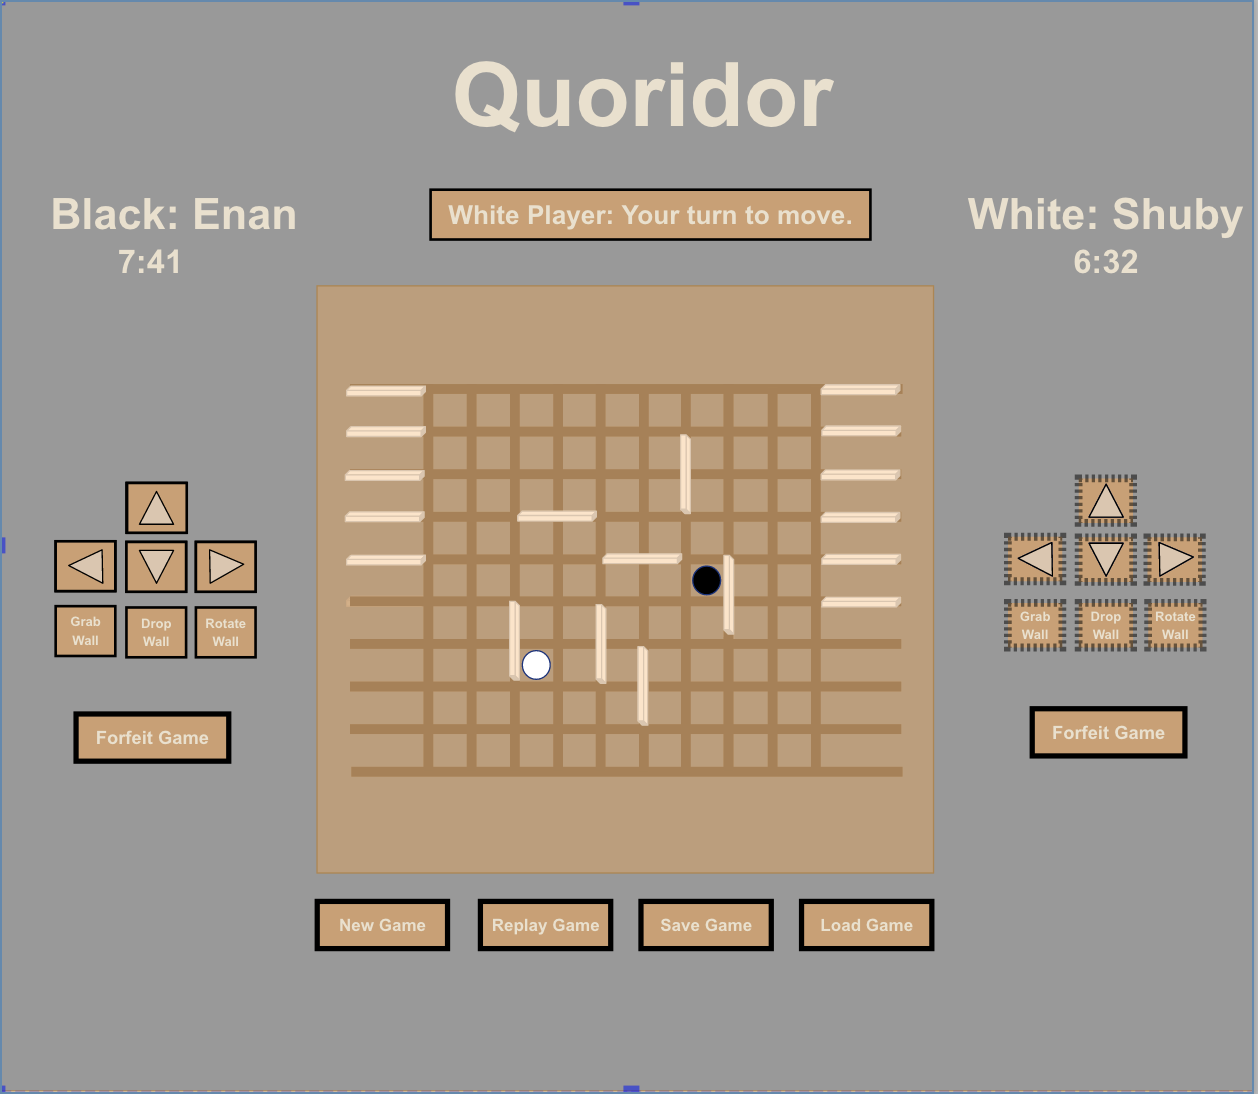 Quoridor
Black: Enan
7:41
White Player: Your turn to move.
White: Shuby
6:32
Grab
Wall
Drop
Wall
Rotate
Wall
Forfeit Game
Grab
Wall
Drop
Wall
Rotate
Wall
Forfeit Game
New Game
Replay Game
Save Game
Load Game